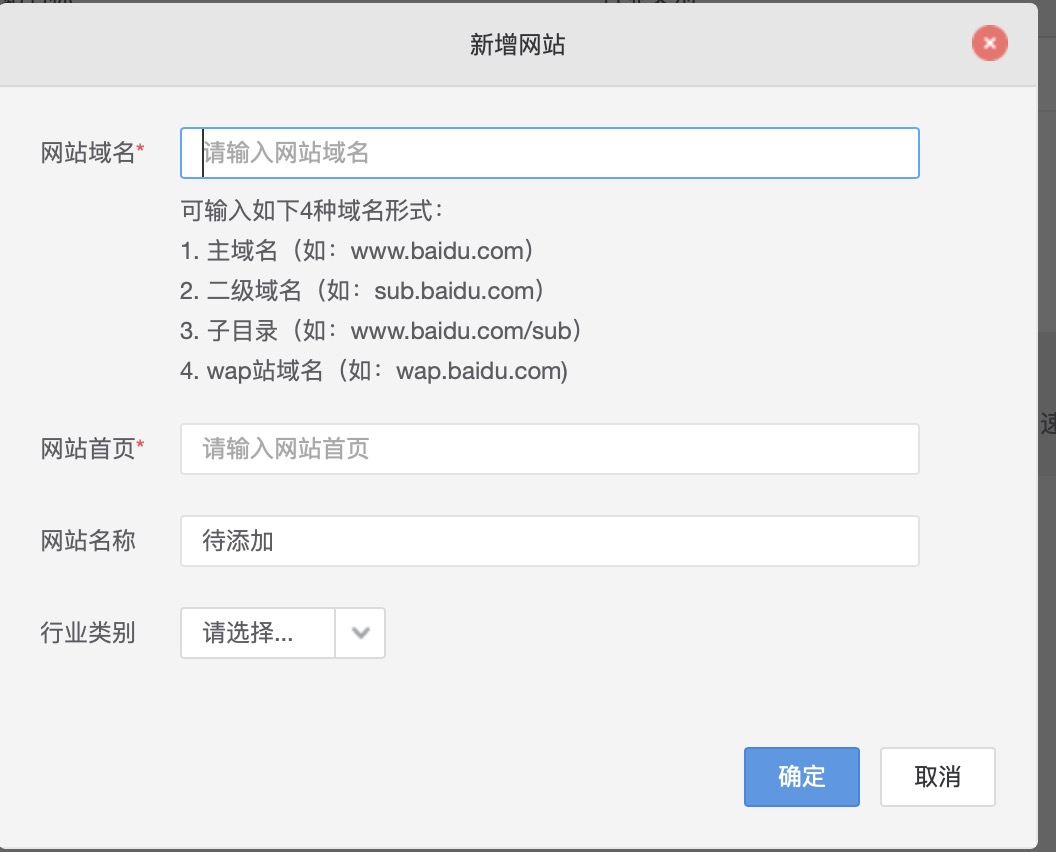 新增网站
网站域名* 请输入网站域名
可输入如下4种域名形式：
1. 主域名（如：www.baidu.com）
2. 二级域名（如：sub.baidu.com）
3. 子目录（如：www.baidu.com/sub）
4. wap站域名（如：wap.baidu.com)
网站首页* 请输入网站首页
网站名称 待添加
行业类别 请选择...
确定 取消